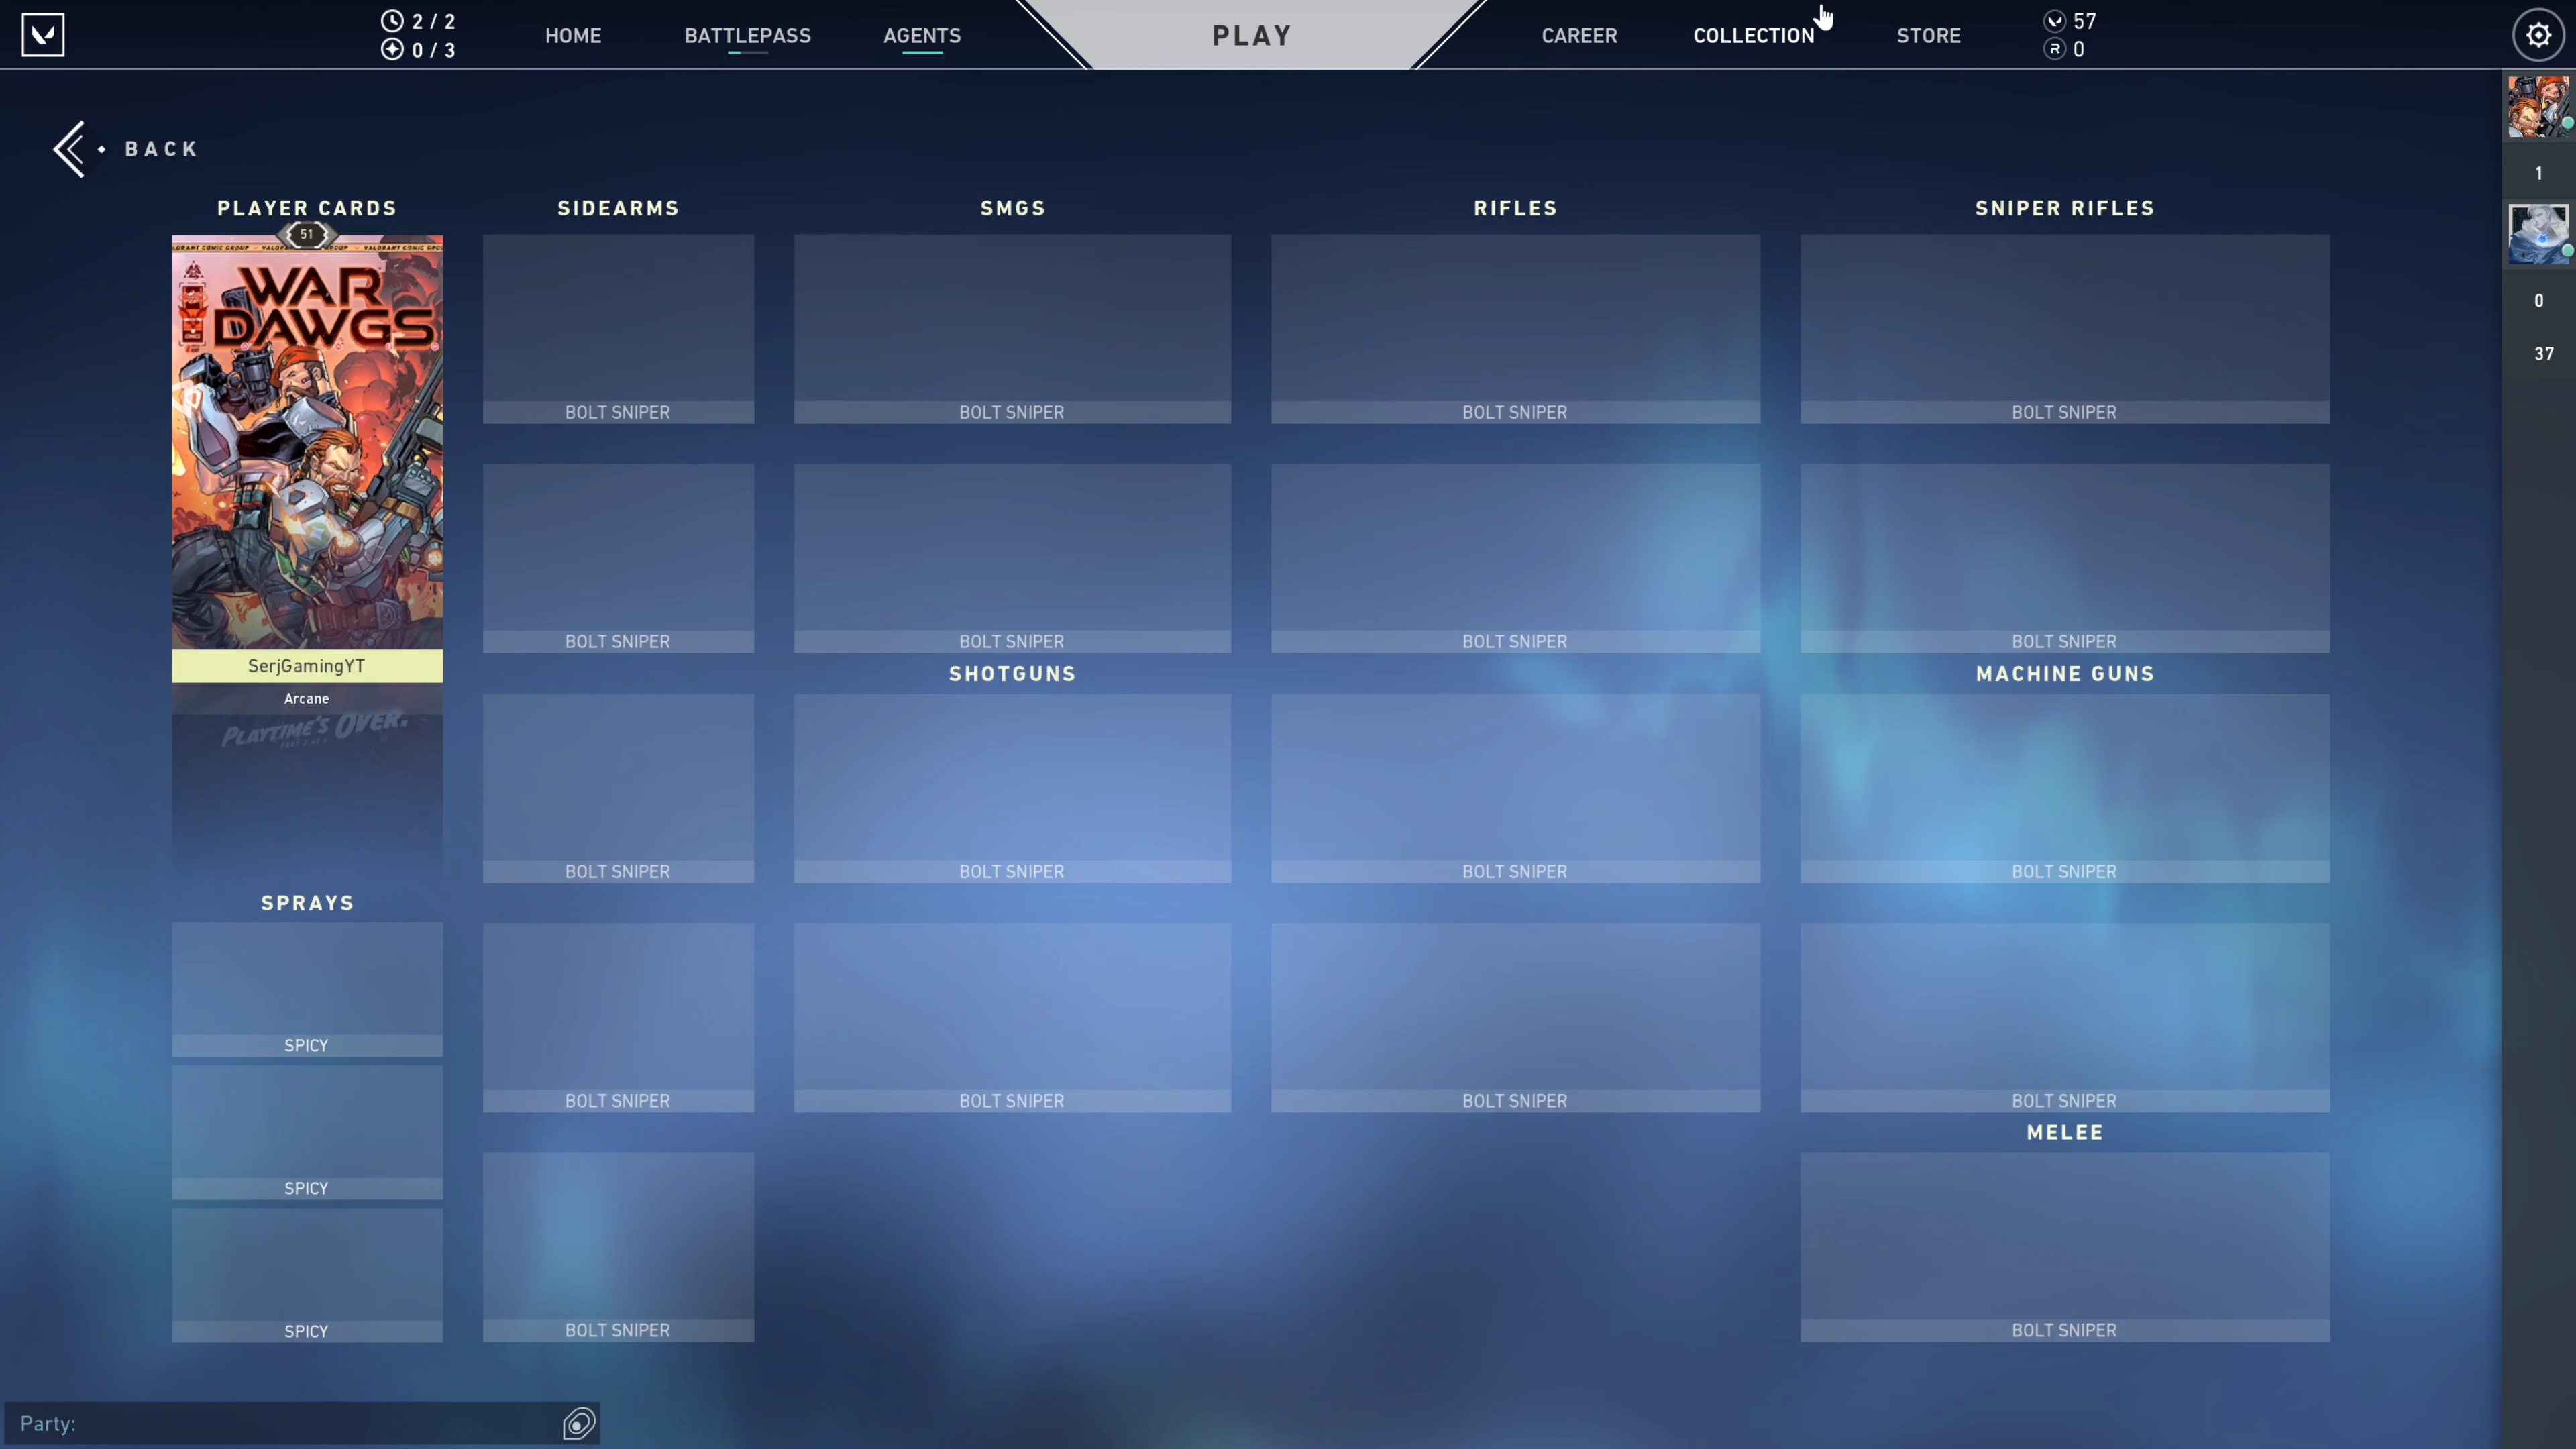 2 / 2
0 / 3
HOME
BATTLEPASS
AGENTS
PLAY
CAREER
COLLECTION
STORE
57
R 0
BACK
PLAYER CARDS
SIDEARMS
SMGS
RIFLES
SNIPER RIFLES
51
WAR
DAWGS
1
0
37
BOLT SNIPER
BOLT SNIPER
BOLT SNIPER
BOLT SNIPER
BOLT SNIPER
BOLT SNIPER
BOLT SNIPER
BOLT SNIPER
SerjGamingYT
Arcane
PLAYTIME'S OVER.
SHOTGUNS
MACHINE GUNS
BOLT SNIPER
BOLT SNIPER
BOLT SNIPER
BOLT SNIPER
SPRAYS
SPICY
BOLT SNIPER
BOLT SNIPER
BOLT SNIPER
BOLT SNIPER
MELEE
SPICY
SPICY
BOLT SNIPER
BOLT SNIPER
Party: